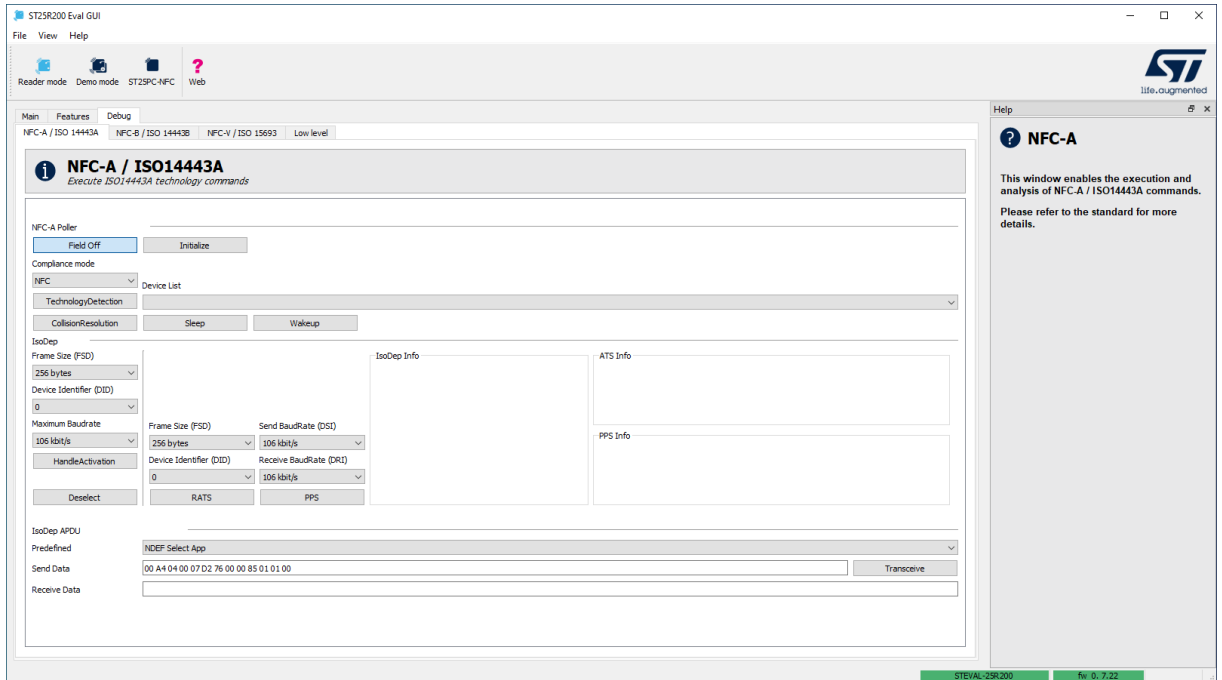 ST25R200 Eval GUI
File View Help
Reader mode Demo mode ST25PC-NFC Web
life.augmented
Main Features Debug
NFC-A / ISO 14443A NFC-B / ISO 14443B NFC-V / ISO 15693 Low level
NFC-A / ISO14443A
Execute ISO14443A technology commands
NFC-A Poller
Field Off Initialize
Compliance mode
NFC Device List
TechnologyDetection
CollisionResolution Sleep Wakeup
IsoDep
Frame Size (FSD) IsoDep Info ATS Info
256 bytes
Device Identifier (DID)
0
Maximum Baudrate Frame Size (FSD) Send BaudRate (DSI)
106 kbit/s 256 bytes 106 kbit/s PPS Info
HandleActivation Device Identifier (DID) Receive BaudRate (DRI)
0 106 kbit/s
Deselect RATS PPS
IsoDep APDU
Predefined NDEF Select App
Send Data 00 A4 04 00 07 D2 76 00 00 85 01 01 00 Transceive
Receive Data
Help
NFC-A
This window enables the execution and
analysis of NFC-A / ISO14443A commands.
Please refer to the standard for more
details.
STEVAL-25R200 fw 0.7.22